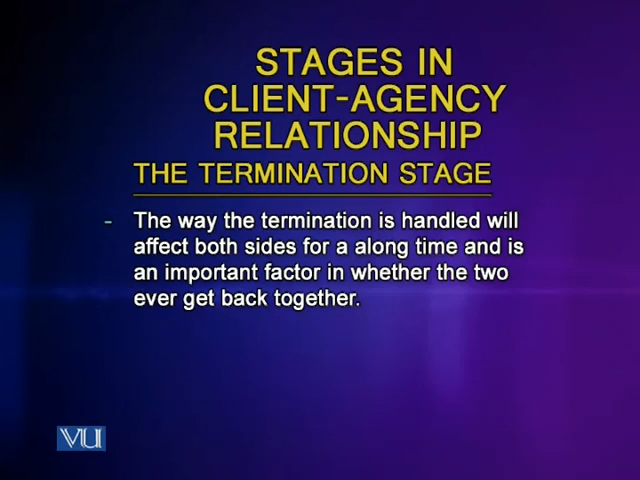 STAGES IN
CLIENT-AGENCY
RELATIONSHIP
THE TERMINATION STAGE
- The way the termination is handled will
affect both sides for a along time and is
an important factor in whether the two
ever get back together.
VU